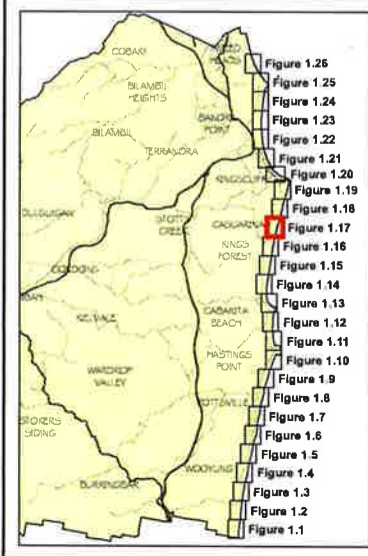 COBAKI
Figure 1.26
Figure 1.25
BILAMBIL
HEIGHTS
Figure 1.24
BANORA
POINT
Figure 1.23
BILAMBIL
Figure 1.22
TERRANORA
Figure 1.21
Figure 1.20
KINGSCLIFF
Figure 1.19
Figure 1.18
STOTTS
CREEK
CASUARINA
Figure 1.17
KINGS
FOREST
Figure 1.16
Figure 1.15
Figure 1.14
Figure 1.13
CABARITA
BEACH
Figure 1.12
Figure 1.11
HASTINGS
POINT
Figure 1.10
WARDROP
VALLEY
Figure 1.9
Figure 1.8
POTTSVILLE
Figure 1.7
STOKERS
SIDING
Figure 1.6
Figure 1.5
WOOYUNG
Figure 1.4
BURRINGBAR
Figure 1.3
Figure 1.2
Figure 1.1